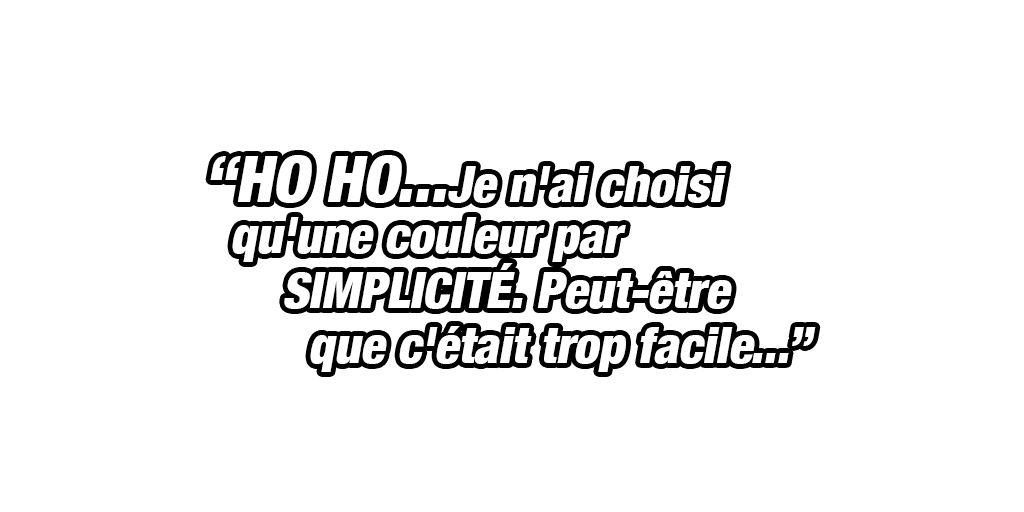 “HO HO...Je n'ai choisi
qu'une couleur par
SIMPLICITÉ. Peut-être
que c'était trop facile...”